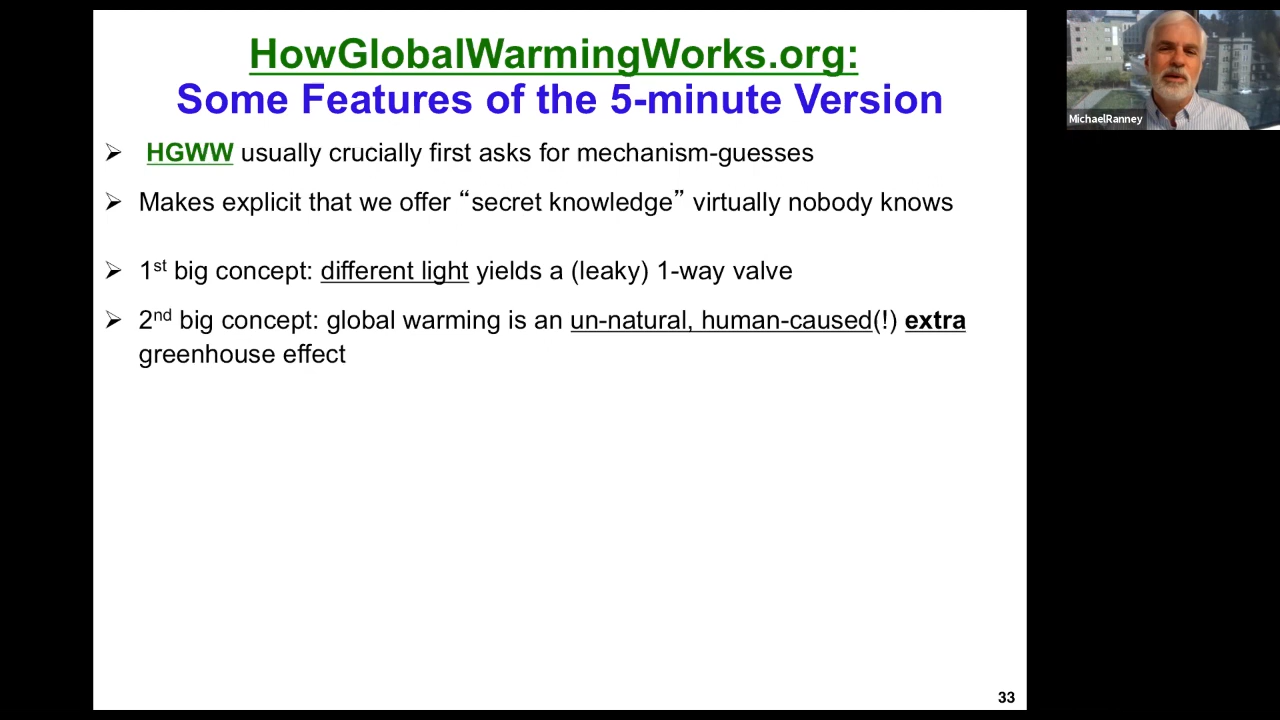 HowGlobalWarmingWorks.org:
Some Features of the 5-minute Version
➢ HGWW usually crucially first asks for mechanism-guesses
➢ Makes explicit that we offer “secret knowledge” virtually nobody knows
➢ 1st big concept: different light yields a (leaky) 1-way valve
➢ 2nd big concept: global warming is an un-natural, human-caused(!) extra
greenhouse effect
33
MichaelRanney